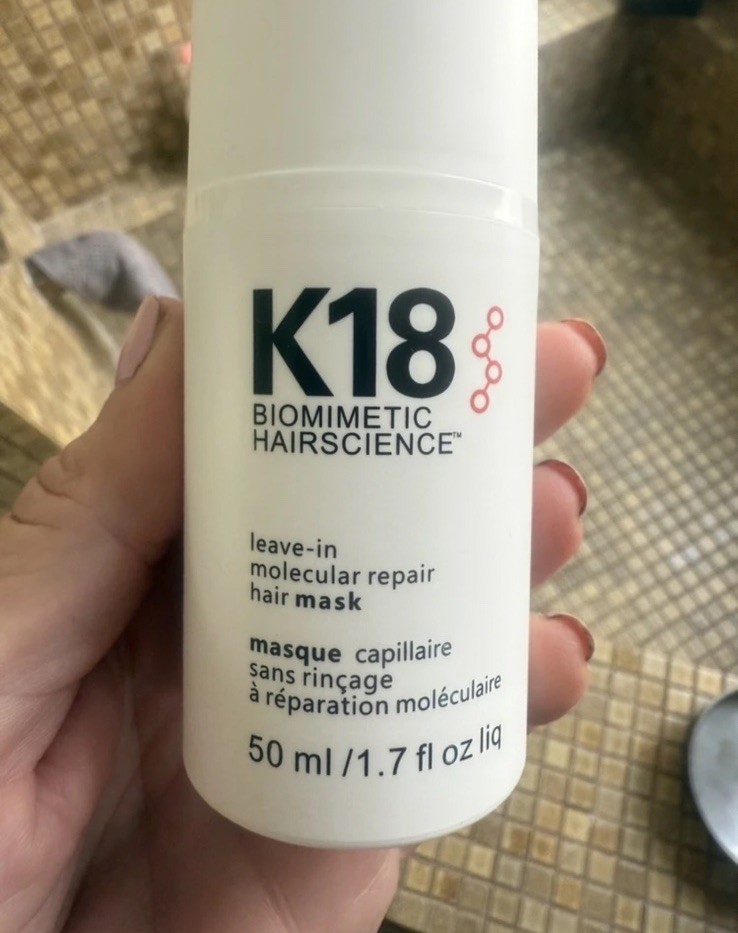 K18
BIOMIMETIC
HAIRSCIENCE™
leave-in
molecular repair
hair mask
masque capillaire
sans rinçage
à réparation moléculaire
50 ml /1.7 fl oz liq